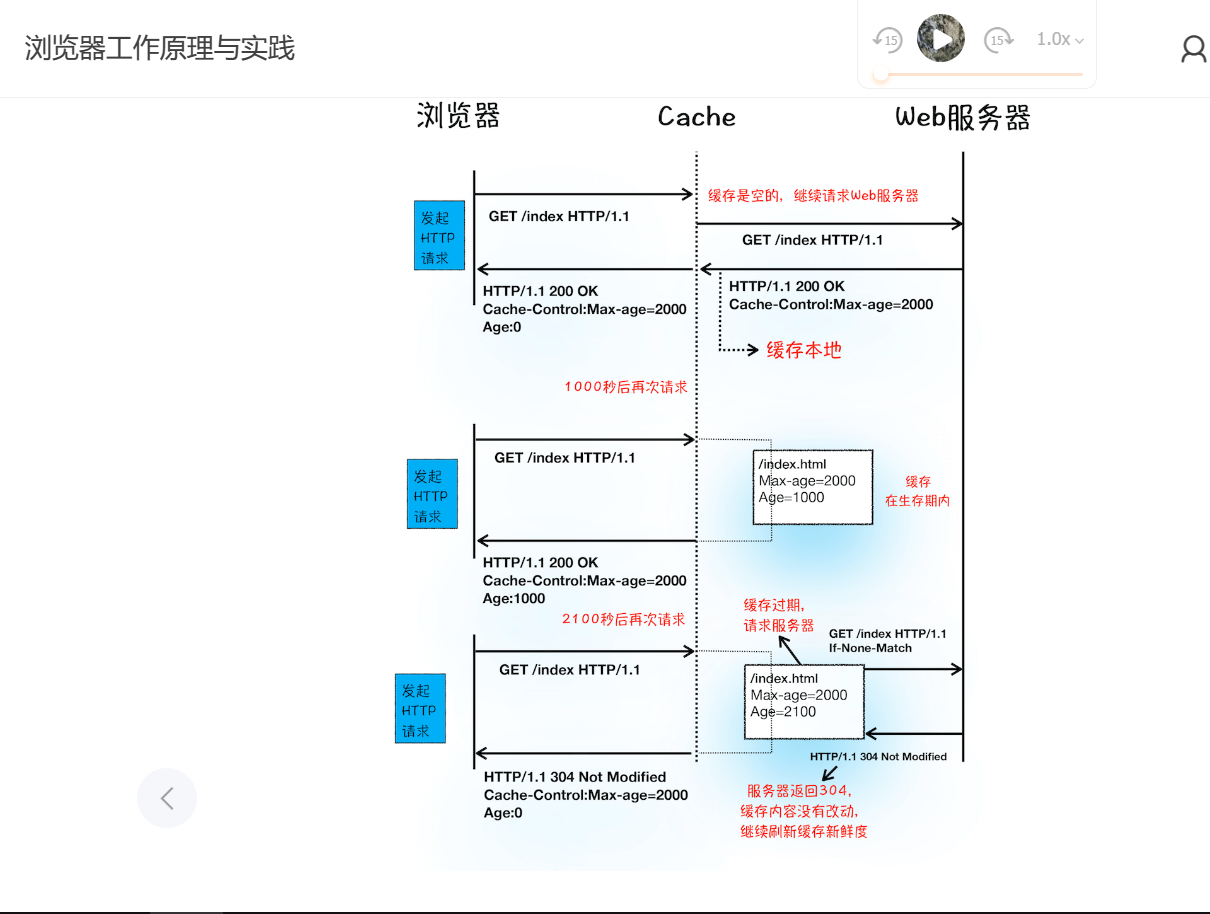 浏览器工作原理与实践
15
15
1.0x
浏览器
Cache
Web服务器
缓存是空的，继续请求Web服务器
发起
HTTP
请求
GET /index HTTP/1.1
GET /index HTTP/1.1
HTTP/1.1 200 OK
Cache-Control:Max-age=2000
Age:0
HTTP/1.1 200 OK
Cache-Control:Max-age=2000
缓存本地
1000秒后再次请求
发起
HTTP
请求
GET /index HTTP/1.1
/index.html
Max-age=2000
Age=1000
缓存
在生存期内
HTTP/1.1 200 OK
Cache-Control:Max-age=2000
Age:1000
2100秒后再次请求
缓存过期，
请求服务器
GET /index HTTP/1.1
If-None-Match
发起
HTTP
请求
GET /index HTTP/1.1
/index.html
Max-age=2000
Age=2100
HTTP/1.1 304 Not Modified
HTTP/1.1 304 Not Modified
Cache-Control:Max-age=2000
Age:0
服务器返回304，
缓存内容没有改动，
继续刷新缓存新鲜度